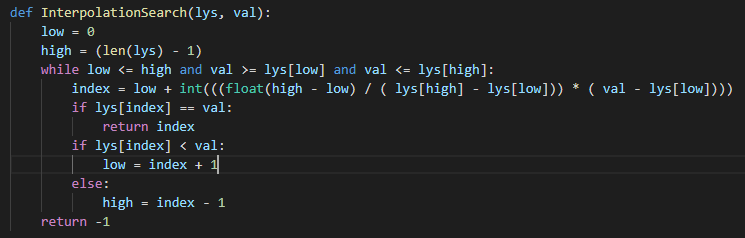 def InterpolationSearch(lys, val):
    low = 0
    high = (len(lys) - 1)
    while low <= high and val >= lys[low] and val <= lys[high]:
        index = low + int(((float(high - low) / ( lys[high] - lys[low])) * ( val - lys[low])))
        if lys[index] == val:
            return index
        if lys[index] < val:
            low = index + 1
        else:
            high = index - 1
    return -1